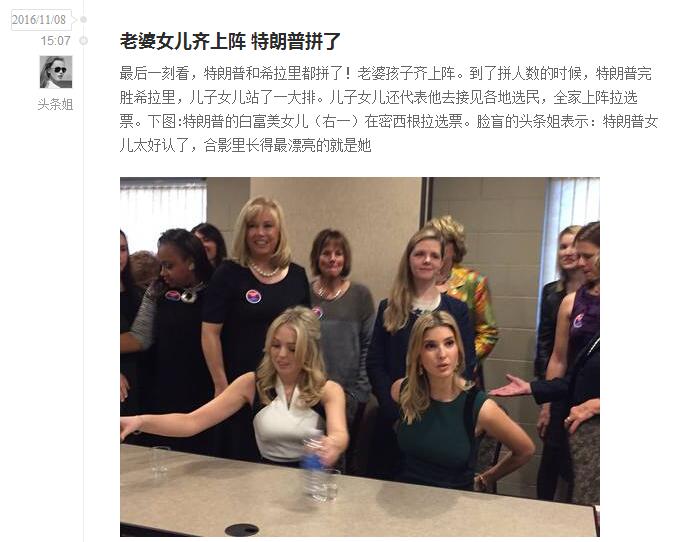 2016/11/08
15:07
头条姐
老婆女儿齐上阵 特朗普拼了
最后一刻看，特朗普和希拉里都拼了！老婆孩子齐上阵。到了拼人数的时候，特朗普完
胜希拉里，儿子女儿站了一大排。儿子女儿还代表他去接见各地选民，全家上阵拉选
票。下图:特朗普的白富美女儿（右一）在密西根拉选票。脸盲的头条姐表示：特朗普女
儿太好认了，合影里长得最漂亮的就是她